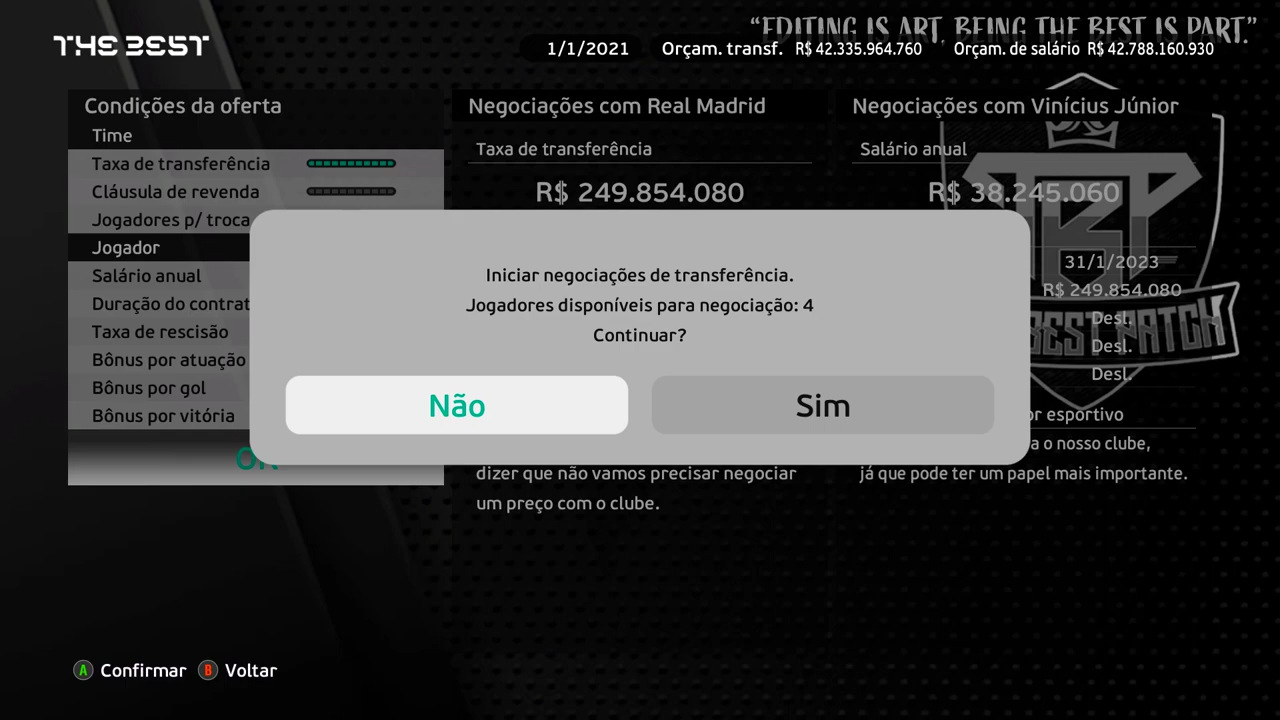 “EDITING IS ART, BEING THE BEST IS PART.”
THE BEST
1/1/2021 Orçam. transf. R$ 42.335.964.760 Orçam. de salário R$ 42.788.160.930
Condições da oferta
Time
Taxa de transferência
Cláusula de revenda
Jogadores p/ troca
Jogador
Salário anual
Duração do contrat
Taxa de rescisão
Bônus por atuação
Bônus por gol
Bônus por vitória
OK
Negociações com Real Madrid
Taxa de transferência
R$ 249.854.080
dizer que não vamos precisar negociar
um preço com o clube.
Negociações com Vinícius Júnior
Salário anual
R$ 38.245.060
31/1/2023
R$ 249.854.080
Desl.
Desl.
Desl.
or esportivo
a o nosso clube,
já que pode ter um papel mais importante.
TBP
BEST PATCH
Iniciar negociações de transferência.
Jogadores disponíveis para negociação: 4
Continuar?
Não
Sim
A Confirmar B Voltar